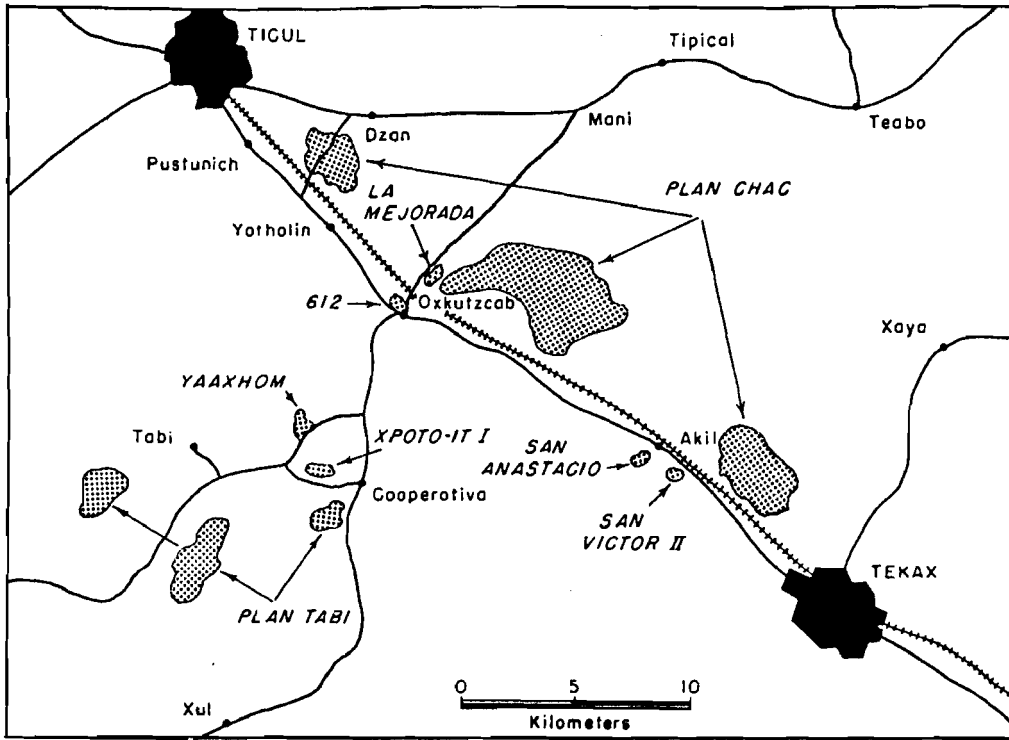 TICUL
Tipical
Dzan
Mani
Teabo
Pustunich
LA
MEJORADA
PLAN CHAC
Yotholin
612
Oxkutzcab
Xaya
YAAXHOM
Tabi
XPOTO-IT I
Akil
SAN
ANASTACIO
Cooperotiva
SAN
VICTOR II
TEKAX
PLAN TABI
Xul
0 5 10
Kilometers